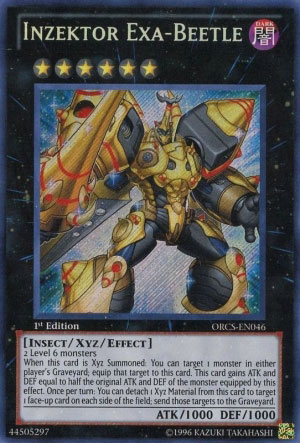 INZEKTOR EXA-BEETLE
DARK
闇
1st Edition
ORCS-EN046
[INSECT/XYZ/EFFECT]
2 Level 6 monsters
When this card is Xyz Summoned: You can target 1 monster in either
player's Graveyard; equip that target to this card. This card gains ATK and
DEF equal to half the original ATK and DEF of the monster equipped by this
effect. Once per turn: You can detach 1 Xyz Material from this card to target
1 face-up card on each side of the field; send those targets to the Graveyard.
ATK/1000 DEF/1000
44505297
©1996 KAZUKI TAKAHASHI